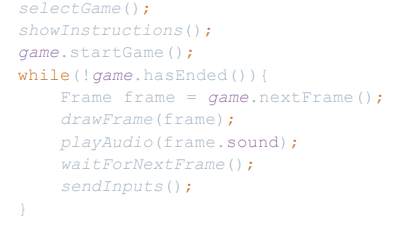 selectGame();
showInstructions();
game.startGame();
while(!game.hasEnded()){
    Frame frame = game.nextFrame();
    drawFrame(frame);
    playAudio(frame.sound);
    waitForNextFrame();
    sendInputs();
}